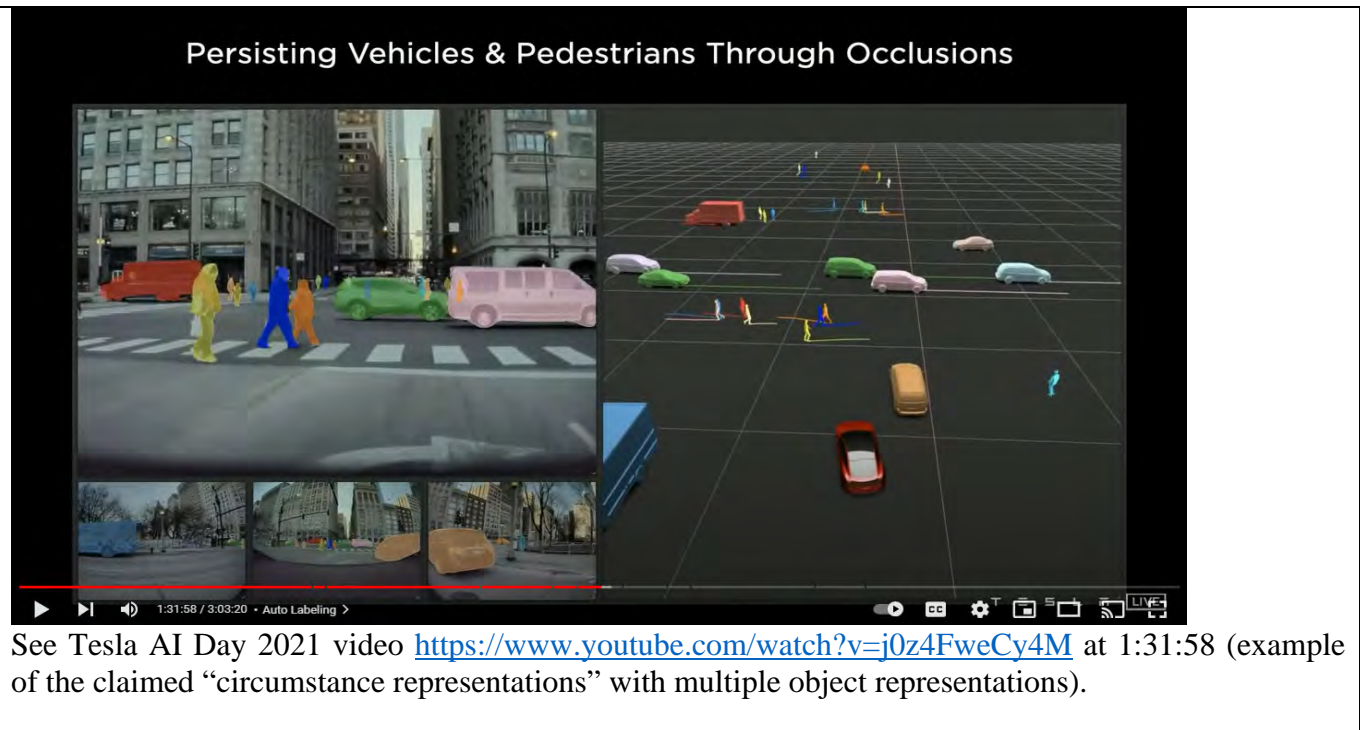 Persisting Vehicles & Pedestrians Through Occlusions
1:31:58 / 3:03:20 • Auto Labeling >
CC
T S L
LIVE
See Tesla AI Day 2021 video https://www.youtube.com/watch?v=j0z4FweCy4M at 1:31:58 (example
of the claimed “circumstance representations” with multiple object representations).